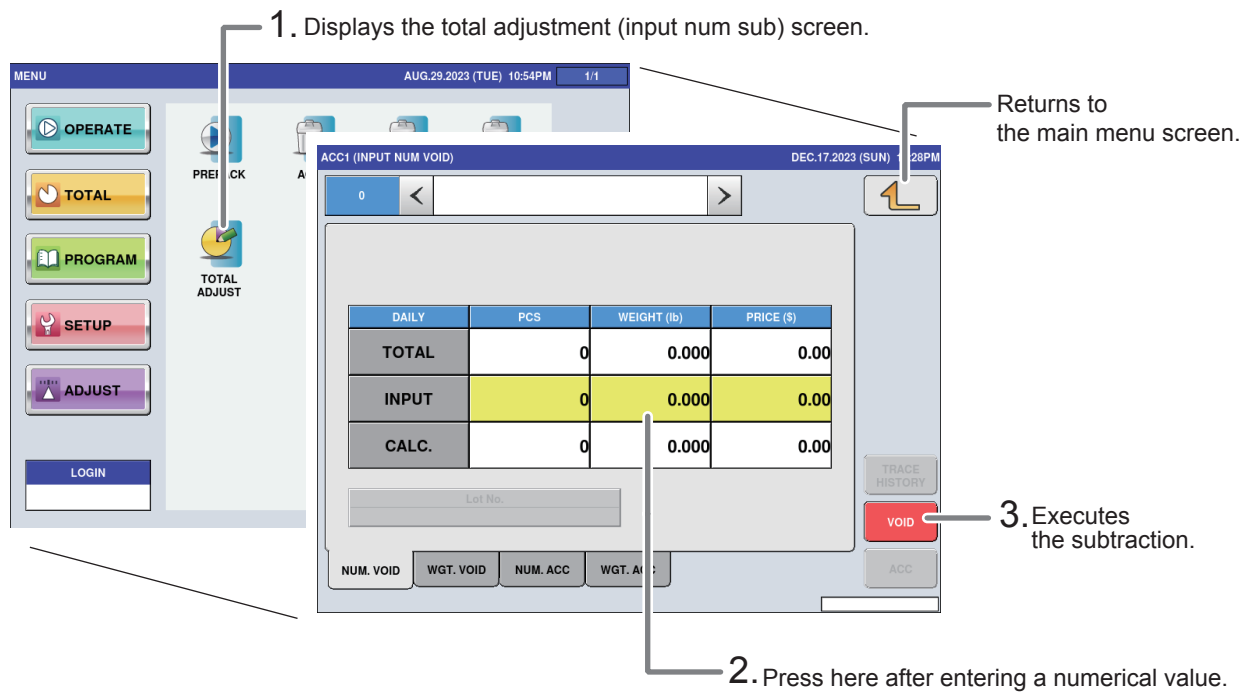 1. Displays the total adjustment (input num sub) screen.
MENU
AUG.29.2023 (TUE) 10:54PM
1/1
OPERATE
TOTAL
PROGRAM
SETUP
ADJUST
LOGIN
TOTAL
ADJUST
Returns to
the main menu screen.
ACC1 (INPUT NUM VOID)
DEC.17.2023 (SUN)
0
DAILY PCS WEIGHT (lb) PRICE ($)
TOTAL 0 0.000 0.00
INPUT 0 0.000 0.00
CALC. 0 0.000 0.00
Lot No.
TRACE
HISTORY
VOID
ACC
3. Executes
the subtraction.
NUM. VOID WGT. VOID NUM. ACC WGT.
2. Press here after entering a numerical value.